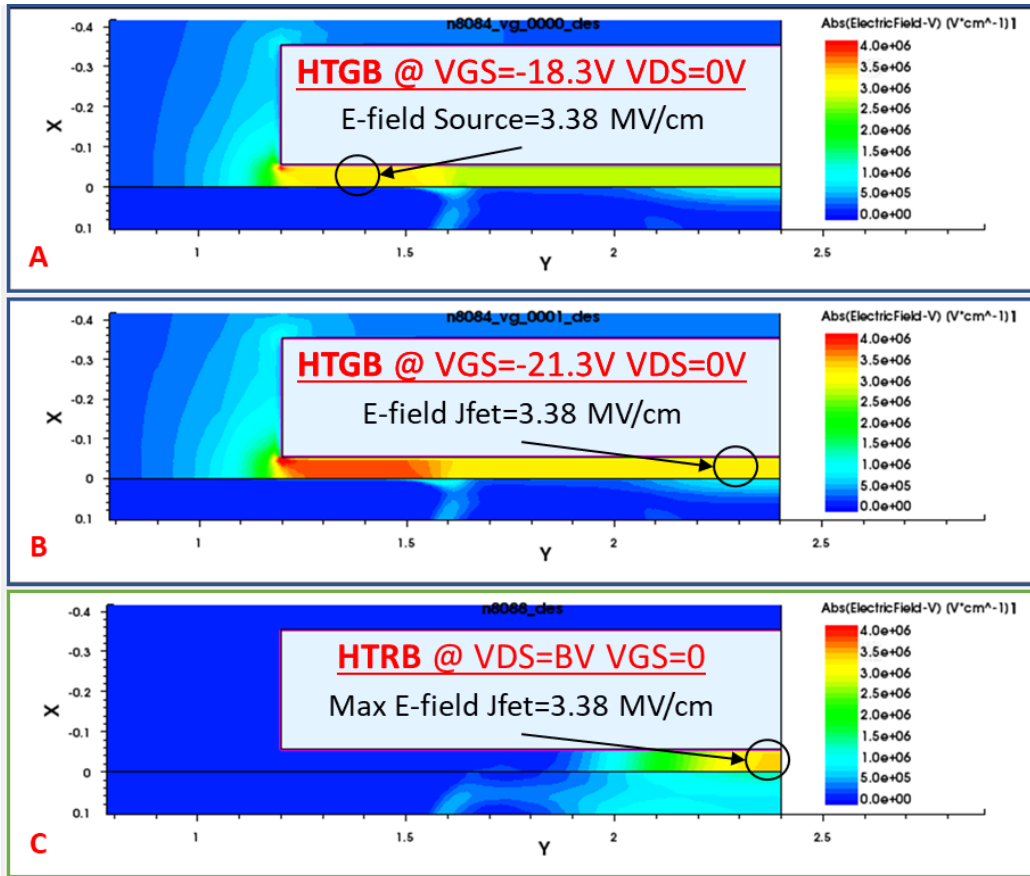 n8084_vg_0000_des
Abs(ElectricField-V) (V*cm^-1)]
HTGB @ VGS=-18.3V VDS=0V
E-field Source=3.38 MV/cm
-0.4
-0.3
-0.2
-0.1
0
0.1
X
1
1.5
2
2.5
Y
4.0e+06
3.5e+06
3.0e+06
2.5e+06
2.0e+06
1.5e+06
1.0e+06
5.0e+05
0.0e+00
A
n8084_vg_0001_des
Abs(ElectricField-V) (V*cm^-1)]
HTGB @ VGS=-21.3V VDS=0V
E-field Jfet=3.38 MV/cm
-0.4
-0.3
-0.2
-0.1
0
0.1
X
1
1.5
2
2.5
Y
4.0e+06
3.5e+06
3.0e+06
2.5e+06
2.0e+06
1.5e+06
1.0e+06
5.0e+05
0.0e+00
B
n8088_des
Abs(ElectricField-V) (V*cm^-1)]
HTRB @ VDS=BV VGS=0
Max E-field Jfet=3.38 MV/cm
-0.4
-0.3
-0.2
-0.1
0
0.1
X
1
1.5
2
2.5
Y
4.0e+06
3.5e+06
3.0e+06
2.5e+06
2.0e+06
1.5e+06
1.0e+06
5.0e+05
0.0e+00
C